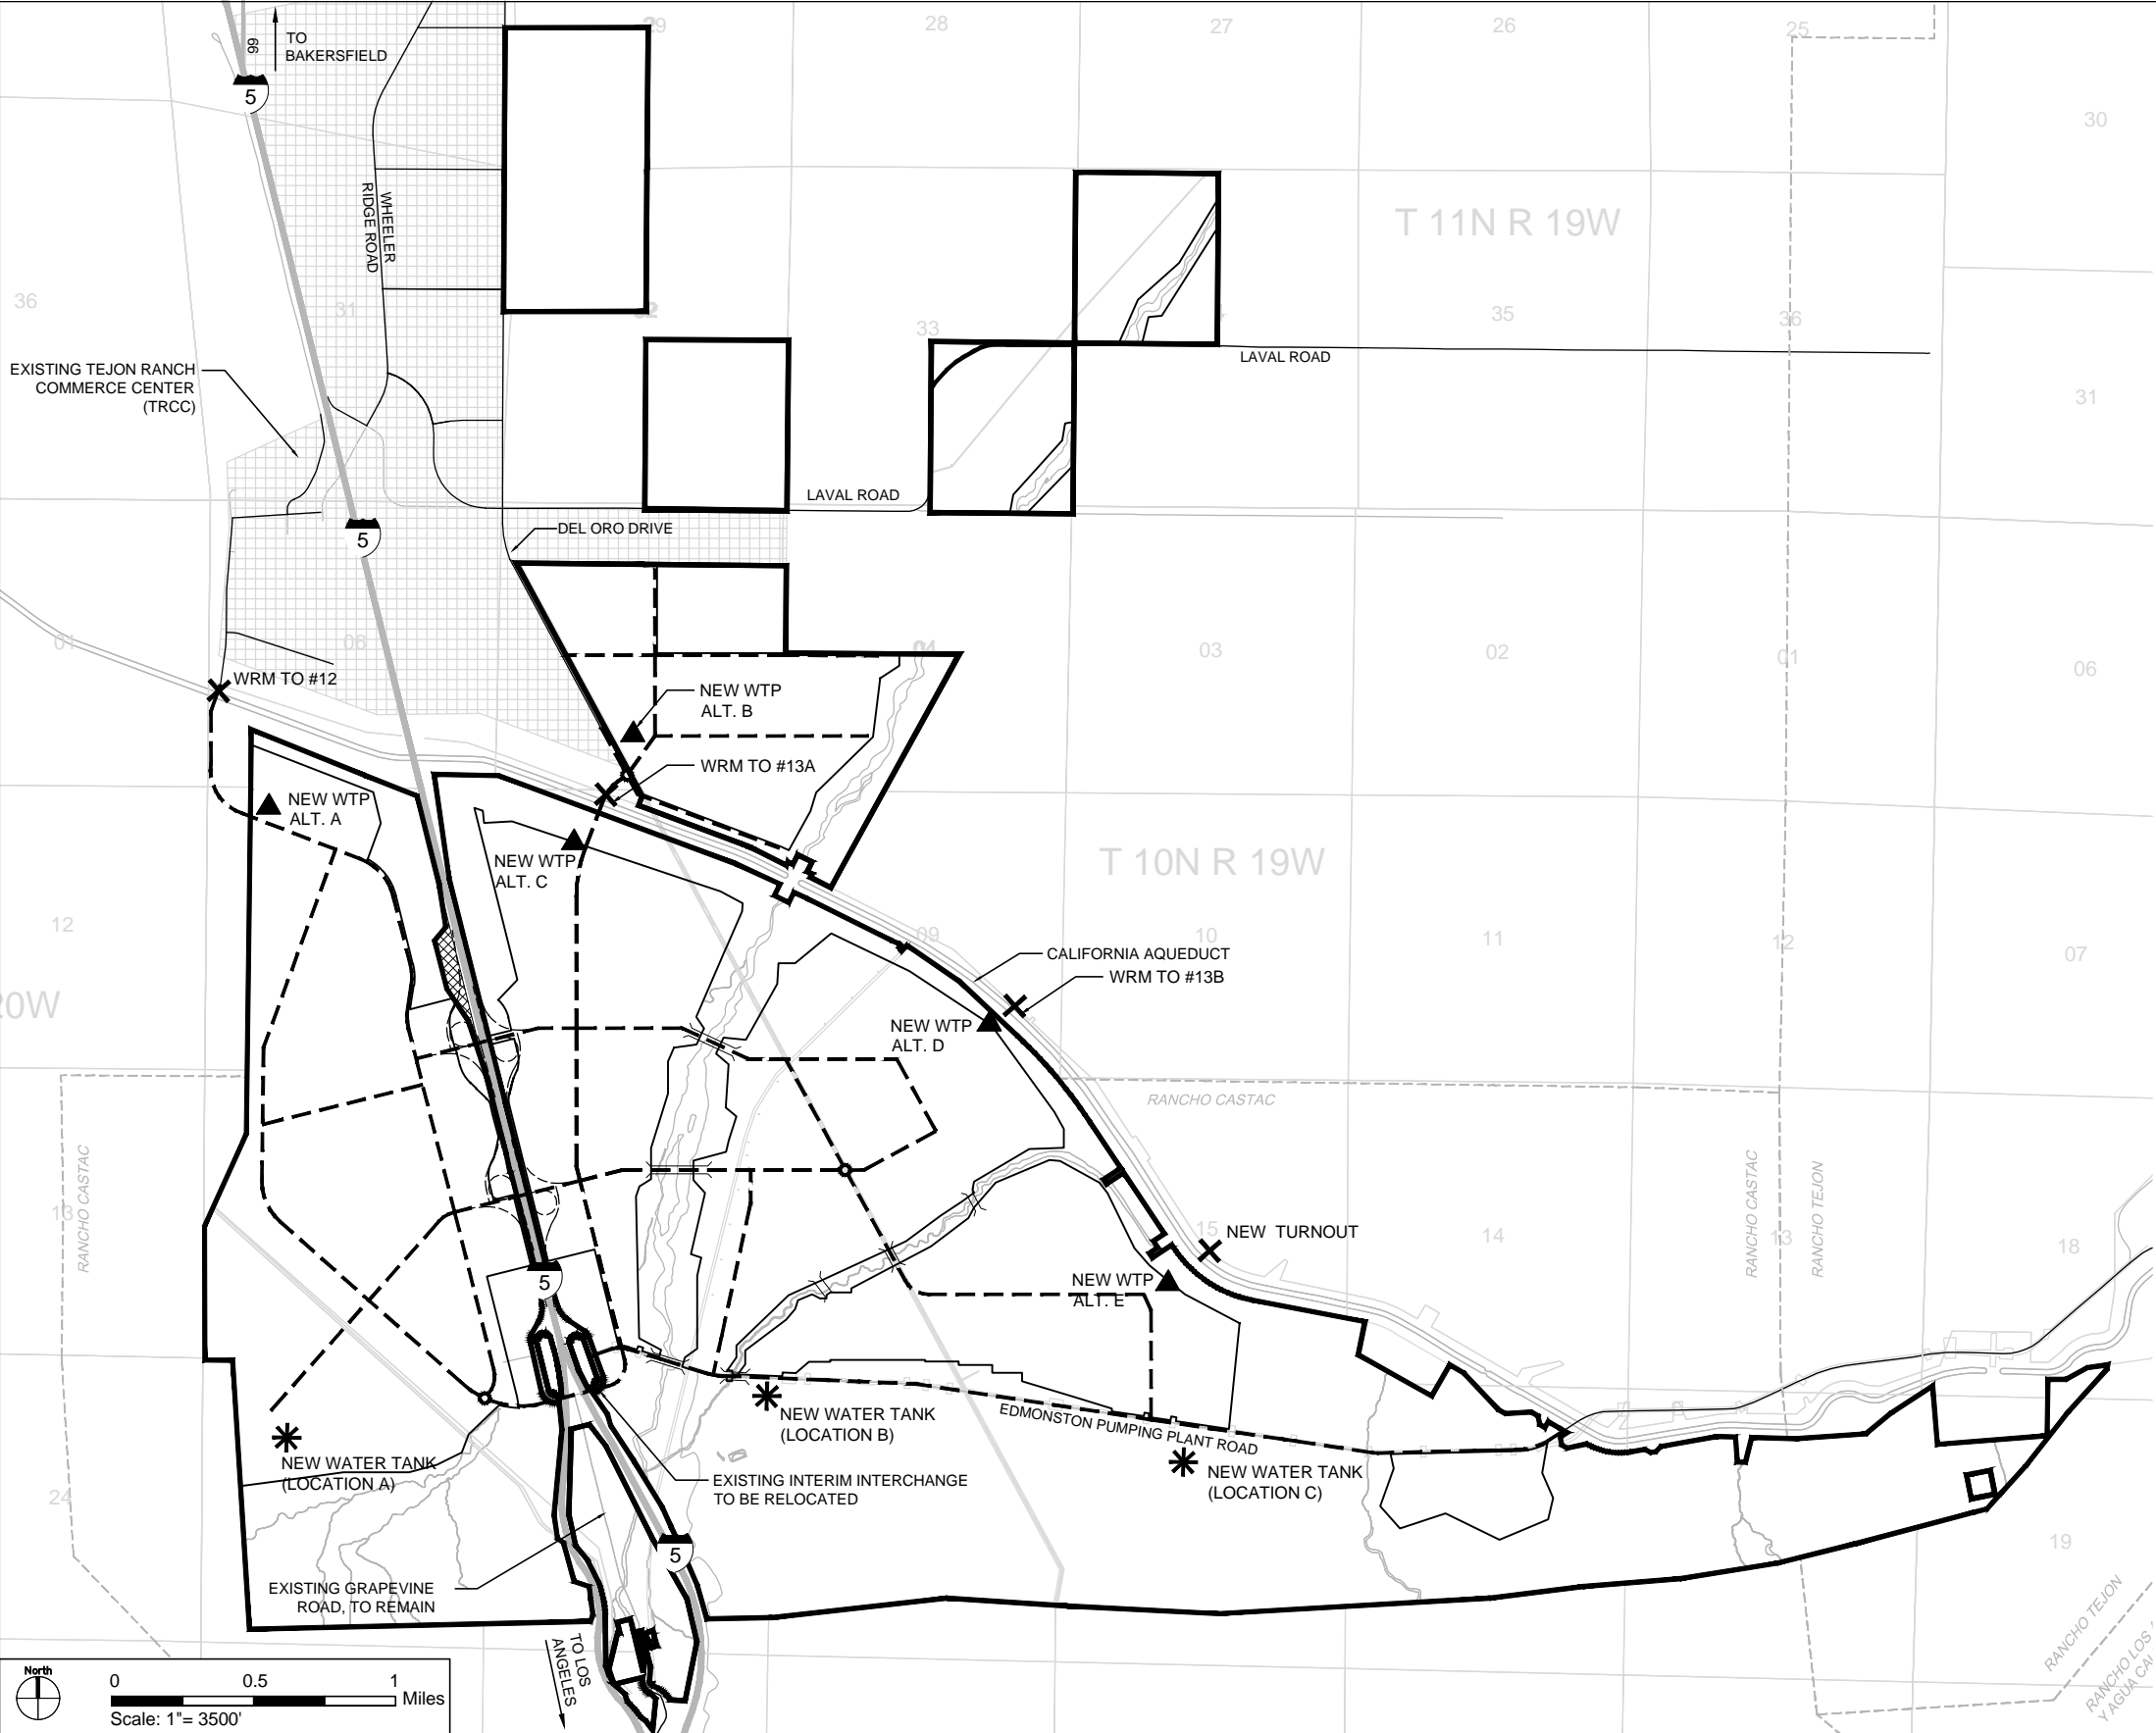 29
28
27
26
25
99
TO
BAKERSFIELD
5
30
WHEELER
RIDGE ROAD
T 11N R 19W
36
31
32
33
35
36
LAVAL ROAD
EXISTING TEJON RANCH
COMMERCE CENTER
(TRCC)
31
LAVAL ROAD
DEL ORO DRIVE
5
01
06
04
03
02
01
06
WRM TO #12
NEW WTP
ALT. B
WRM TO #13A
NEW WTP
ALT. A
NEW WTP
ALT. C
T 10N R 19W
12
09
10
11
12
07
CALIFORNIA AQUEDUCT
WRM TO #13B
20W
NEW WTP
ALT. D
RANCHO CASTAC
RANCHO CASTAC
RANCHO CASTAC
RANCHO TEJON
13
15
NEW TURNOUT
14
13
18
5
NEW WTP
ALT. E
NEW WATER TANK
(LOCATION B)
EDMONSTON PUMPING PLANT ROAD
NEW WATER TANK
(LOCATION A)
NEW WATER TANK
(LOCATION C)
24
EXISTING INTERIM INTERCHANGE
TO BE RELOCATED
19
5
EXISTING GRAPEVINE
ROAD, TO REMAIN
RANCHO TEJON
RANCHO LOS
Y AGUA
TO LOS
ANGELES
North
0 0.5 1
Miles
Scale: 1"= 3500'